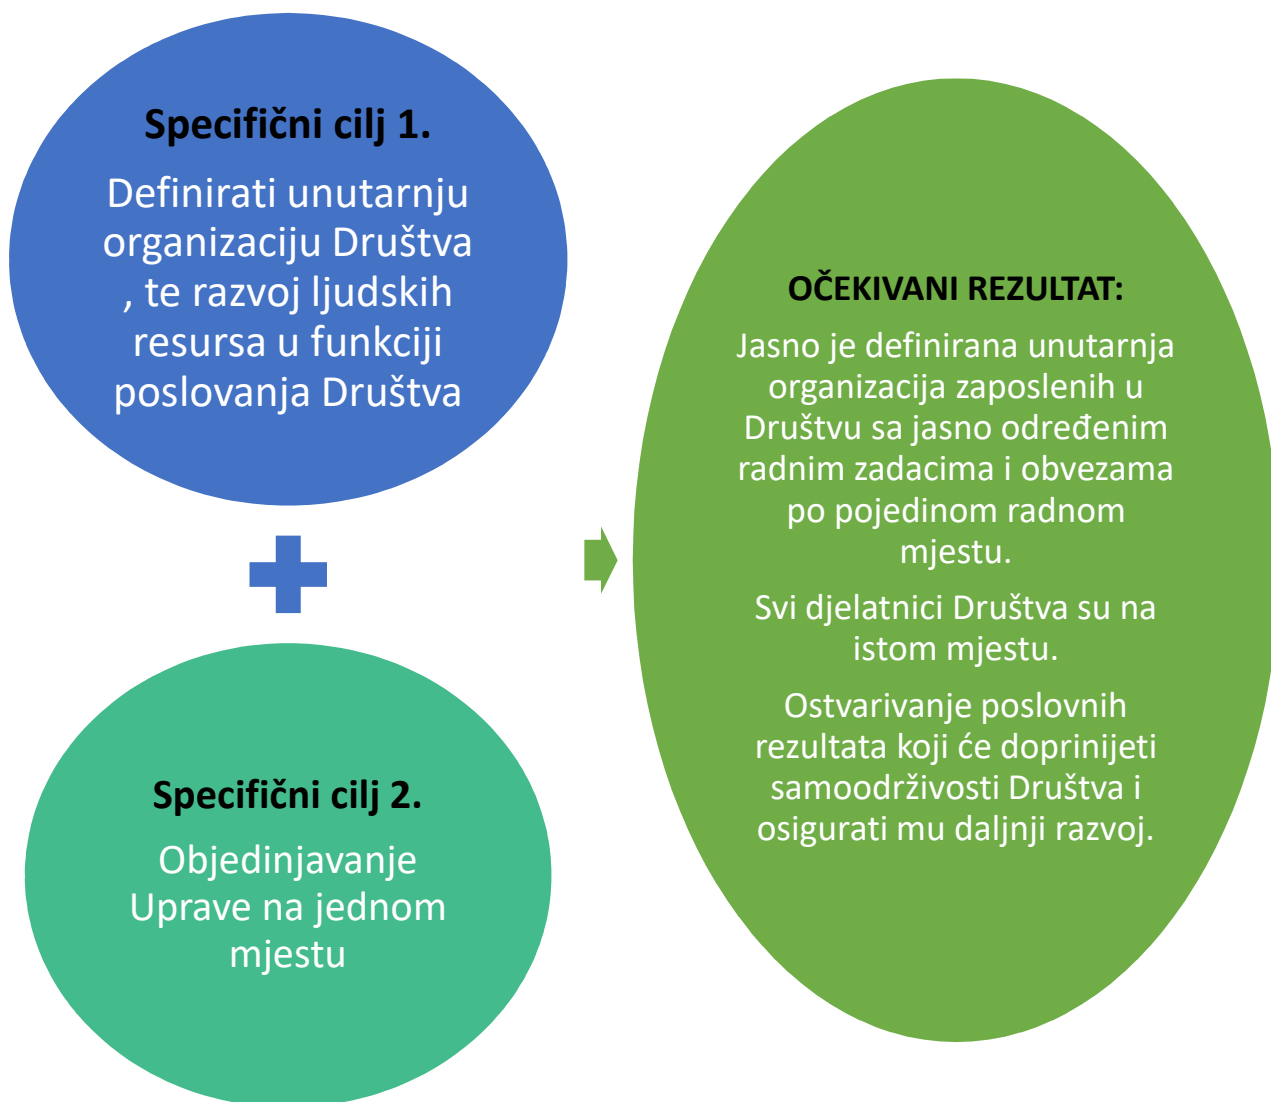 Specifični cilj 1.
Definirati unutarnju
organizaciju Društva
, te razvoj ljudskih
resursa u funkciji
poslovanja Društva
Specifični cilj 2.
Objedinjavanje
Uprave na jednom
mjestu
OČEKIVANI REZULTAT:
Jasno je definirana unutarnja
organizacija zaposlenih u
Društvu sa jasno određenim
radnim zadacima i obvezama
po pojedinom radnom
mjestu.
Svi djelatnici Društva su na
istom mjestu.
Ostvarivanje poslovnih
rezultata koji će doprinijeti
samoodrživosti Društva i
osigurati mu daljnji razvoj.